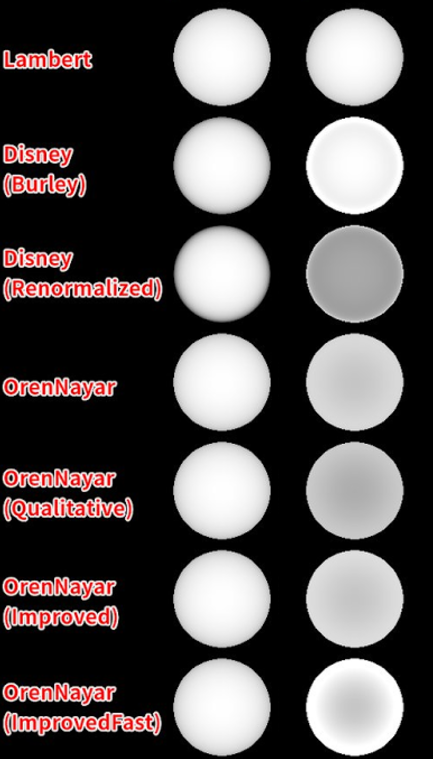 Lambert
Disney
(Burley)
Disney
(Renormalized)
OrenNayar
OrenNayar
(Qualitative)
OrenNayar
(Improved)
OrenNayar
(ImprovedFast)